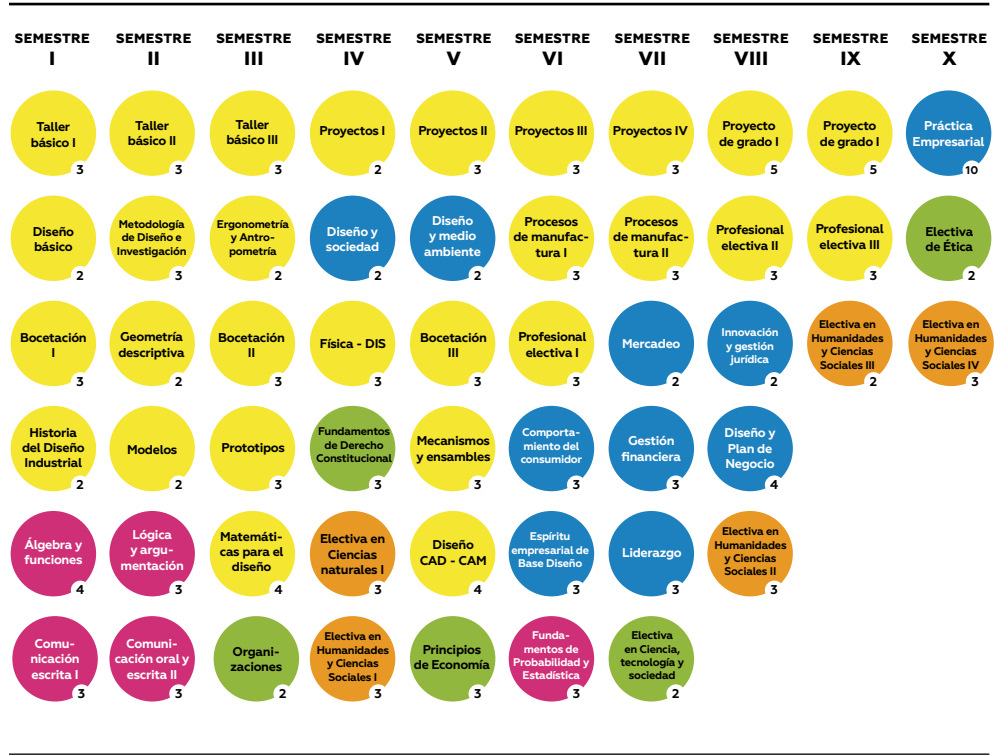 SEMESTRE I
SEMESTRE II
SEMESTRE III
SEMESTRE IV
SEMESTRE V
SEMESTRE VI
SEMESTRE VII
SEMESTRE VIII
SEMESTRE IX
SEMESTRE X
Taller
básico I
3
Taller
básico II
3
Taller
básico III
3
Proyectos I
2
Proyectos II
3
Proyectos III
3
Proyectos IV
3
Proyecto
de grado I
5
Proyecto
de grado I
5
Práctica
Empresarial
10
Diseño
básico
2
Metodología
de Diseño e
Investigación
3
Ergonometría
y Antro-
pometría
2
Diseño y
sociedad
2
Diseño
y medio
ambiente
2
Procesos
de manufac-
tura I
3
Procesos
de manufac-
tura II
3
Profesional
electiva II
3
Profesional
electiva III
3
Electiva
de Ética
2
Bocetación
I
3
Geometría
descriptiva
2
Bocetación
II
3
Física - DIS
3
Bocetación
III
3
Profesional
electiva I
3
Mercadeo
2
Innovación
y gestión
jurídica
2
Electiva en
Humanidades
y Ciencias
Sociales III
2
Electiva en
Humanidades
y Ciencias
Sociales IV
3
Historia
del Diseño
Industrial
2
Modelos
2
Prototipos
3
Fundamentos
de Derecho
Constitucional
3
Mecanismos
y ensambles
3
Comporta-
miento del
consumidor
3
Gestión
financiera
3
Diseño y
Plan de
Negocio
4
Álgebra y
funciones
4
Lógica
y argu-
mentación
3
Matemáti-
cas para el
diseño
4
Electiva en
Ciencias
naturales I
3
Diseño
CAD - CAM
4
Espíritu
empresarial de
Base Diseño
3
Liderazgo
3
Electiva en
Humanidades
y Ciencias
Sociales II
3
Comu-
nicación
escrita I
3
Comuni-
cación oral y
escrita II
3
Organi-
zaciones
2
Electiva en
Humanidades
y Ciencias
Sociales I
3
Principios
de Economía
3
Funda-
mentos de
Probabilidad y
Estadística
3
Electiva
en Ciencia,
tecnología y
sociedad
2